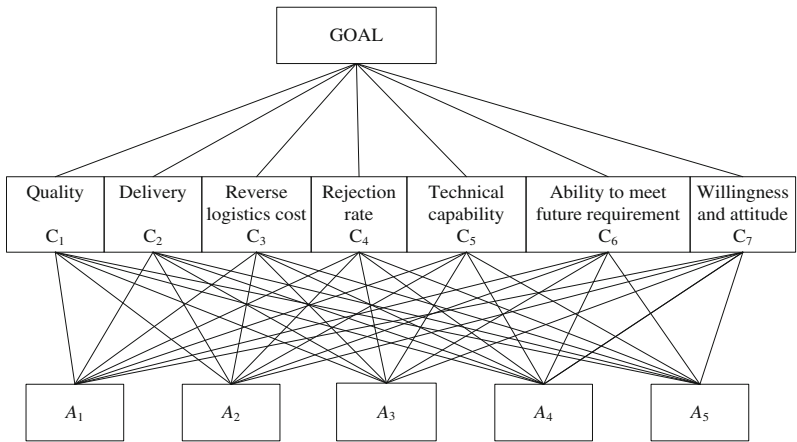 GOAL
Quality
C₁
Delivery
C₂
Reverse
logistics cost
C₃
Rejection
rate
C₄
Technical
capability
C₅
Ability to meet
future requirement
C₆
Willingness
and attitude
C₇
A₁
A₂
A₃
A₄
A₅